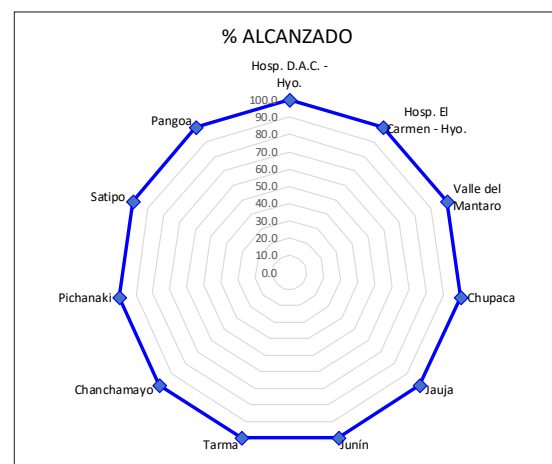 % ALCANZADO
Hosp. D.A.C. -
Hyo.
Hosp. El
Carmen - Hyo.
Valle del
Mantaro
Chupaca
Jauja
Junín
Tarma
Chanchamayo
Pichanaki
Satipo
Pangoa
100.0
90.0
80.0
70.0
60.0
50.0
40.0
30.0
20.0
10.0
0.0